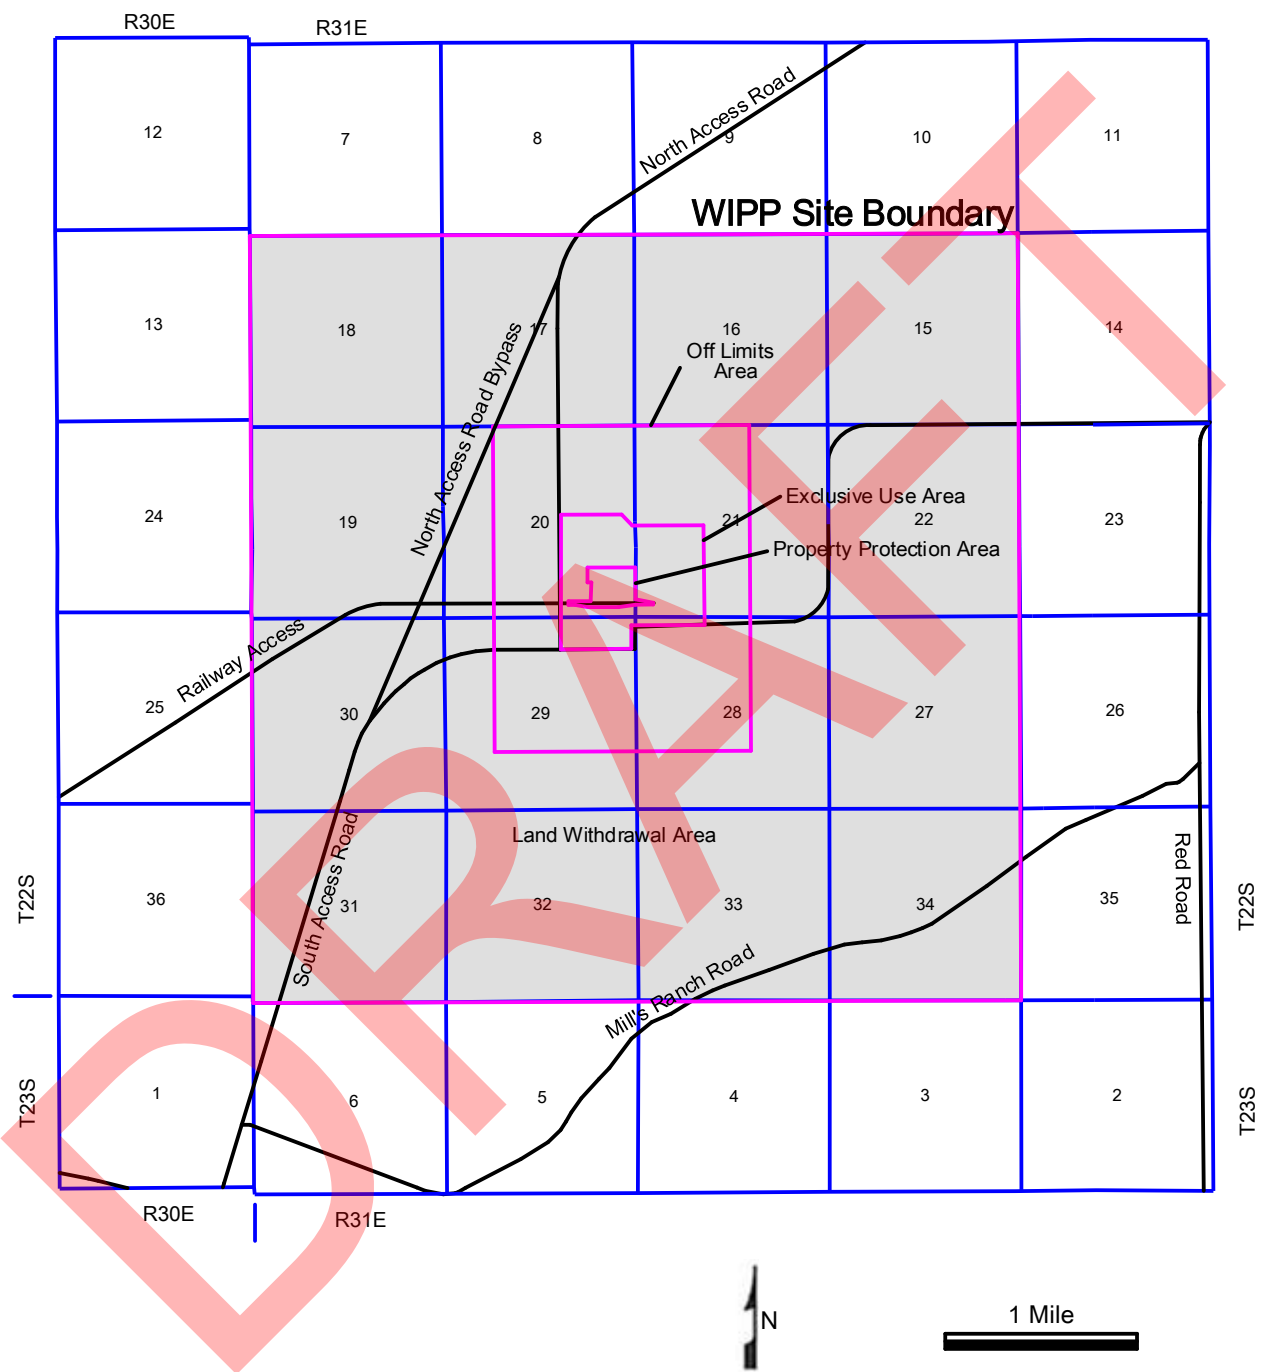 R30E
R31E
12
7
8
9
10
11
North Access Road
WIPP Site Boundary
13
18
17
16
15
14
Off Limits
Area
North Access Road Bypass
24
19
20
21
22
23
Exclusive Use Area
Property Protection Area
Railway Access
25
30
29
28
27
26
Land Withdrawal Area
T22S
36
31
32
33
34
35
Red Road
T22S
South Access Road
Mill's Ranch Road
T23S
1
6
5
4
3
2
T23S
R30E
R31E
N
1 Mile
DRAFT